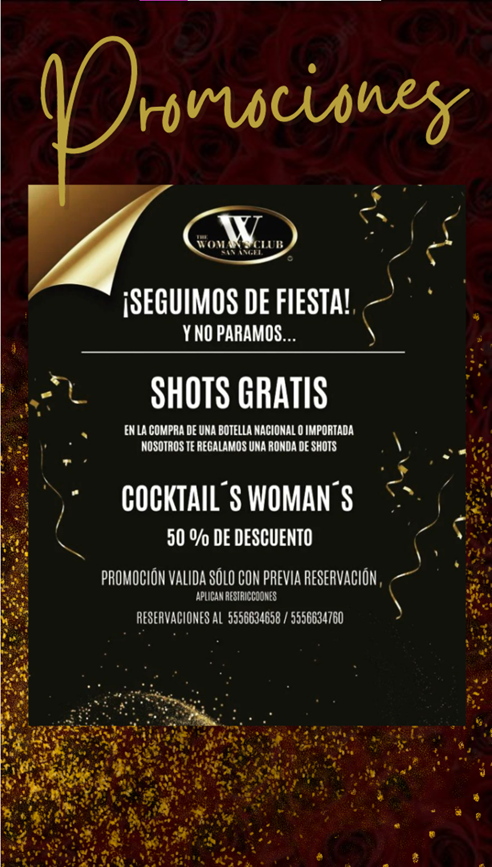 Promociones
W
THE
WOMAN'S CLUB
SAN ÁNGEL
¡SEGUIMOS DE FIESTA!
Y NO PARAMOS...
SHOTS GRATIS
EN LA COMPRA DE UNA BOTELLA NACIONAL O IMPORTADA
NOSOTROS TE REGALAMOS UNA RONDA DE SHOTS
COCKTAIL´S WOMAN´S
50 % DE DESCUENTO
PROMOCIÓN VALIDA SÓLO CON PREVIA RESERVACIÓN
APLICAN RESTRICCOONES
RESERVACIONES AL 5556634658 / 5556634760